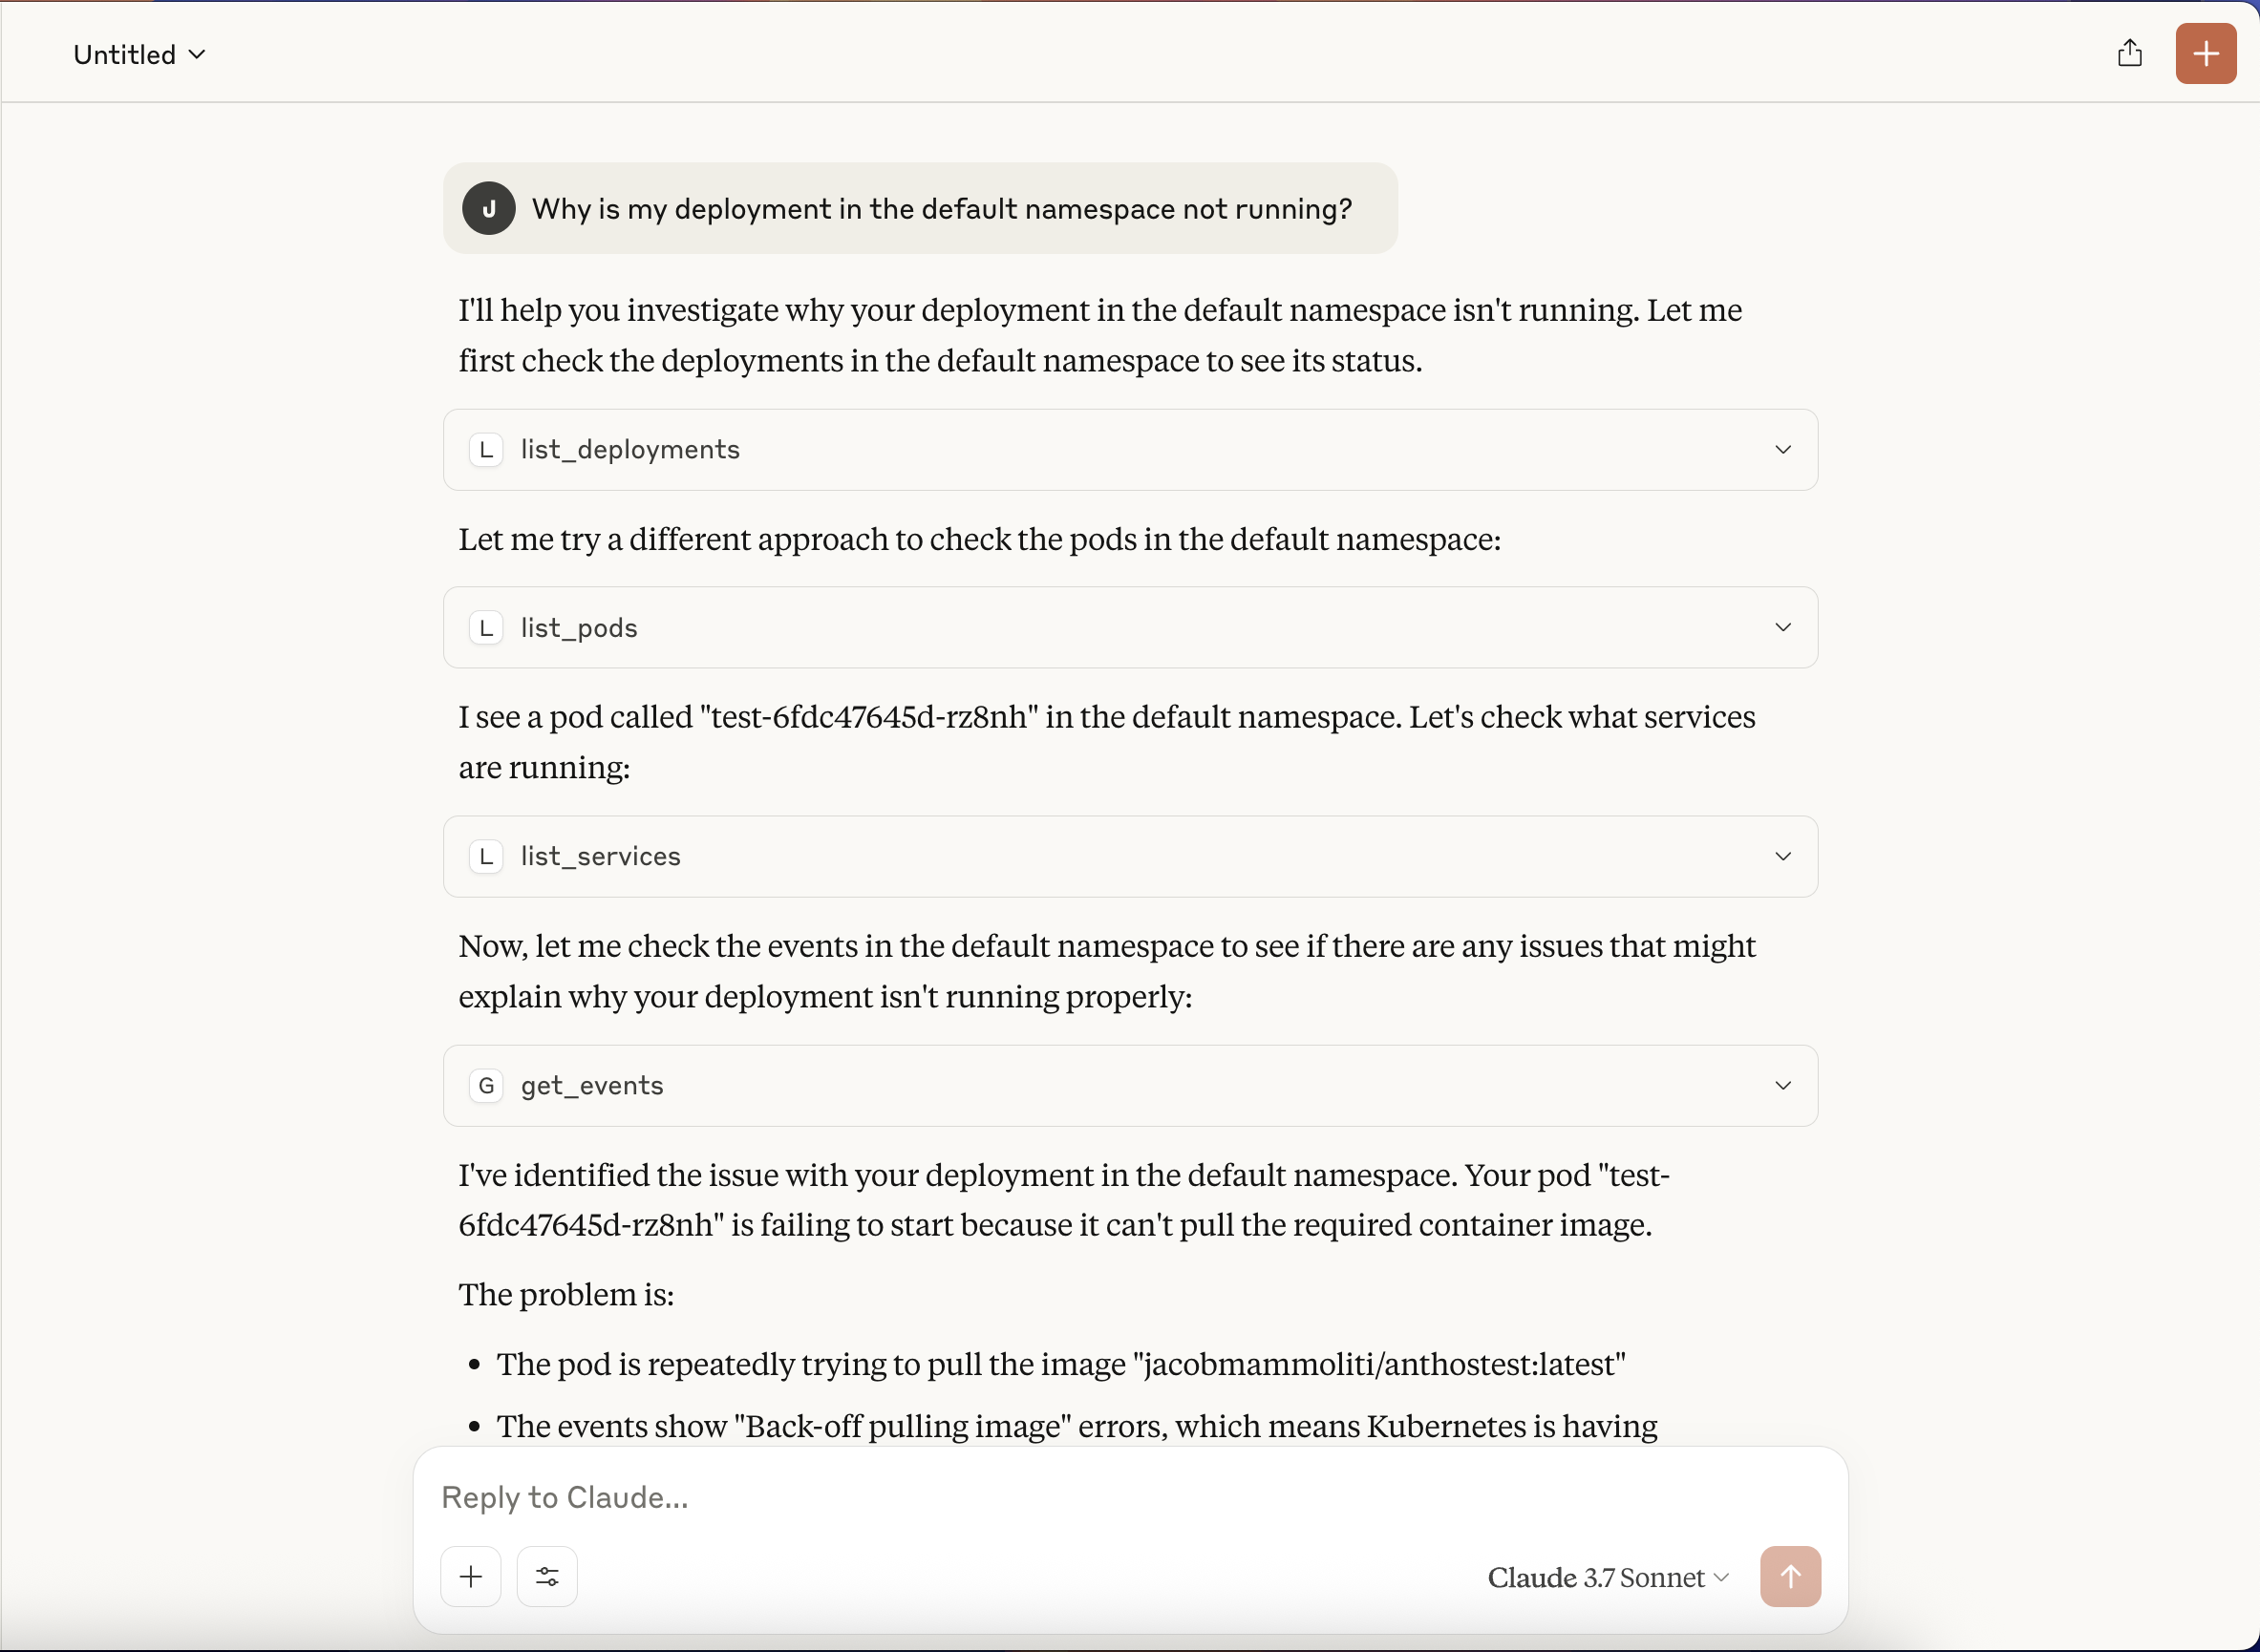 Untitled
J
Why is my deployment in the default namespace not running?
I'll help you investigate why your deployment in the default namespace isn't running. Let me
first check the deployments in the default namespace to see its status.
L list_deployments
Let me try a different approach to check the pods in the default namespace:
L list_pods
I see a pod called "test-6fdc47645d-rz8nh" in the default namespace. Let's check what services
are running:
L list_services
Now, let me check the events in the default namespace to see if there are any issues that might
explain why your deployment isn't running properly:
G get_events
I've identified the issue with your deployment in the default namespace. Your pod "test-
6fdc47645d-rz8nh" is failing to start because it can't pull the required container image.
The problem is:
• The pod is repeatedly trying to pull the image "jacobmammoliti/anthostest:latest"
• The events show "Back-off pulling image" errors, which means Kubernetes is having
Reply to Claude...
Claude 3.7 Sonnet